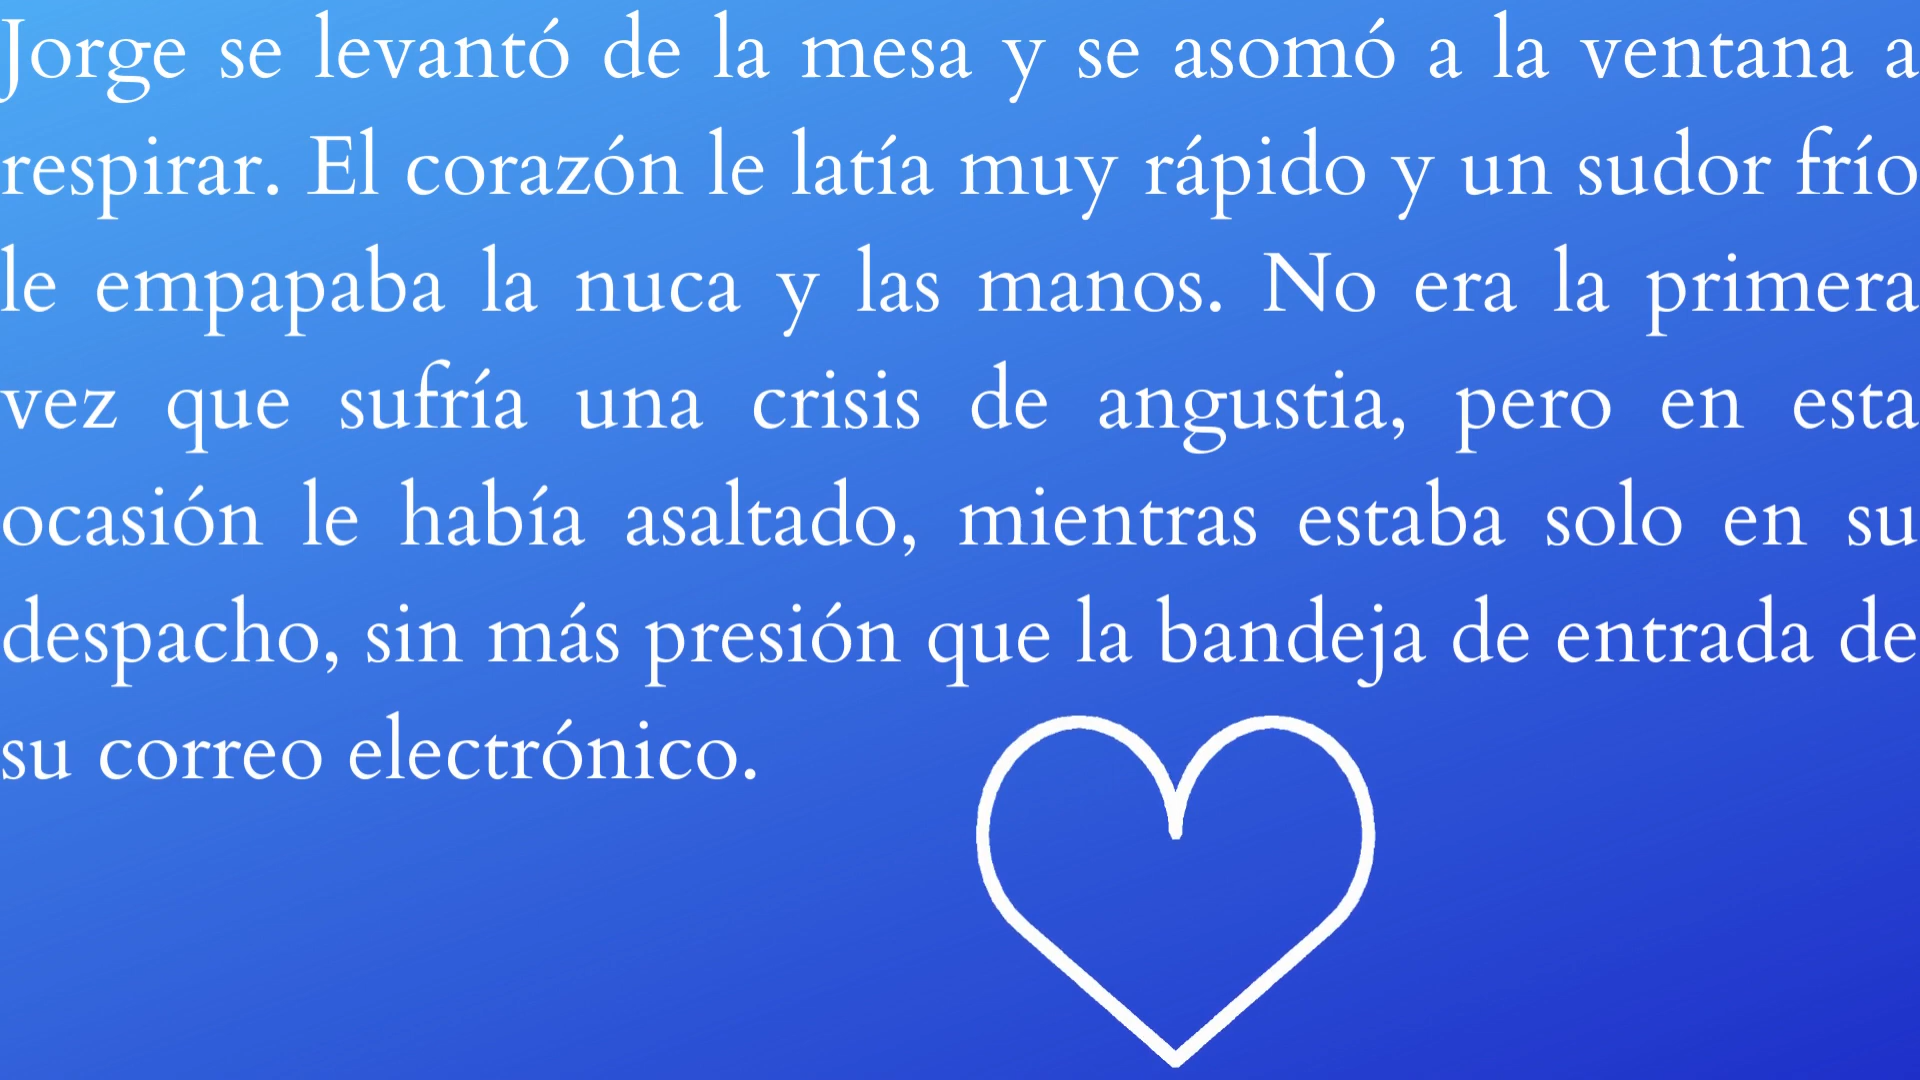 Jorge se levantó de la mesa y se asomó a la ventana a
respirar. El corazón le latía muy rápido y un sudor frío
le empapaba la nuca y las manos. No era la primera
vez que sufría una crisis de angustia, pero en esta
ocasión le había asaltado, mientras estaba solo en su
despacho, sin más presión que la bandeja de entrada de
su correo electrónico.